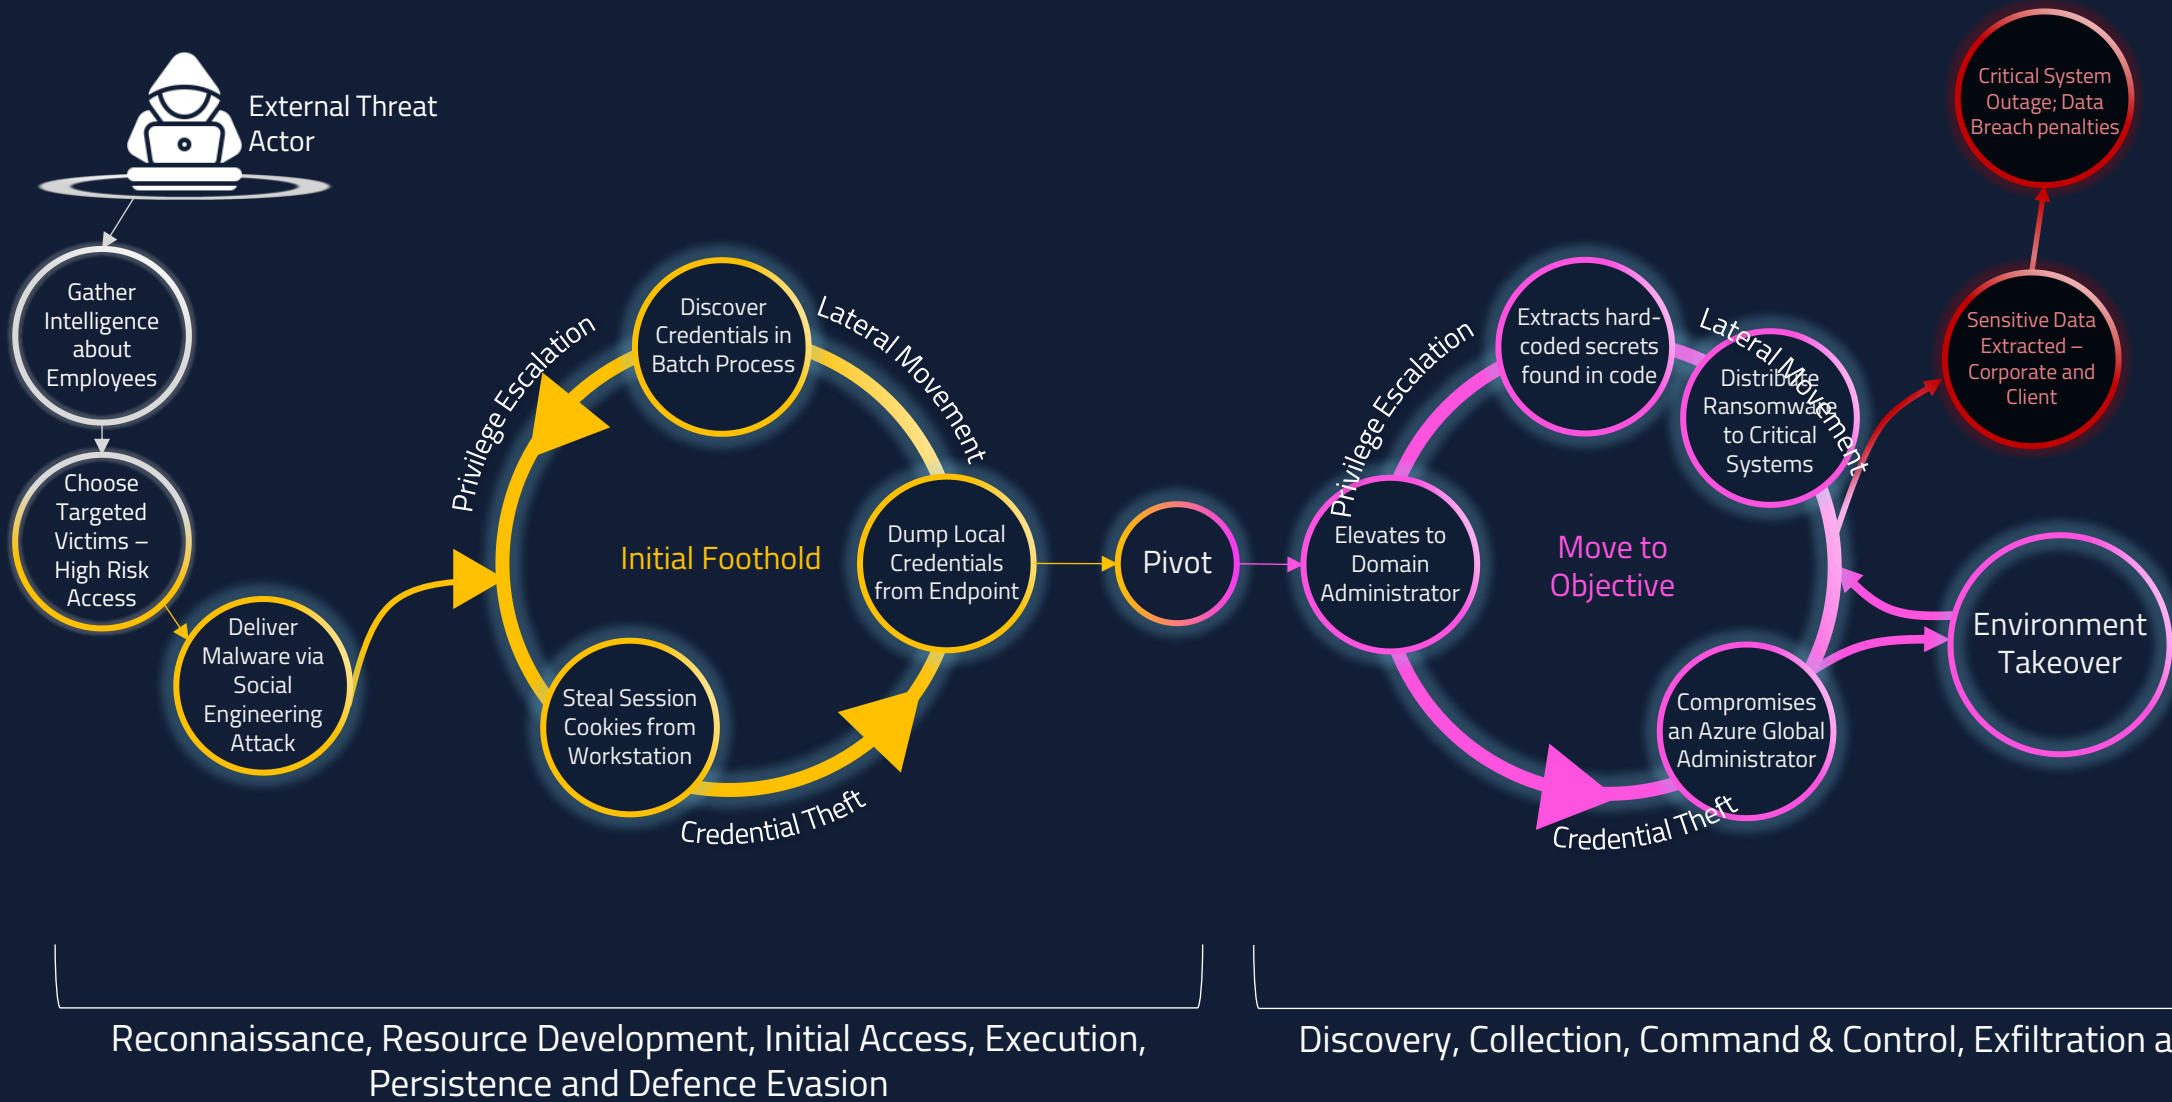 External Threat
Actor
Gather
Intelligence
about
Employees
Choose
Targeted
Victims –
High Risk
Access
Deliver
Malware via
Social
Engineering
Attack
Privilege Escalation
Discover
Credentials in
Batch Process
Lateral Movement
Initial Foothold
Dump Local
Credentials
from Endpoint
Steal Session
Cookies from
Workstation
Credential Theft
Pivot
Privilege Escalation
Extracts hard-
coded secrets
found in code
Lateral Movement
Distribute
Ransomware
to Critical
Systems
Elevates to
Domain
Administrator
Move to
Objective
Compromises
an Azure Global
Administrator
Credential Theft
Critical System
Outage; Data
Breach penalties
Sensitive Data
Extracted –
Corporate and
Client
Environment
Takeover
Reconnaissance, Resource Development, Initial Access, Execution,
Persistence and Defence Evasion
Discovery, Collection, Command & Control, Exfiltration a